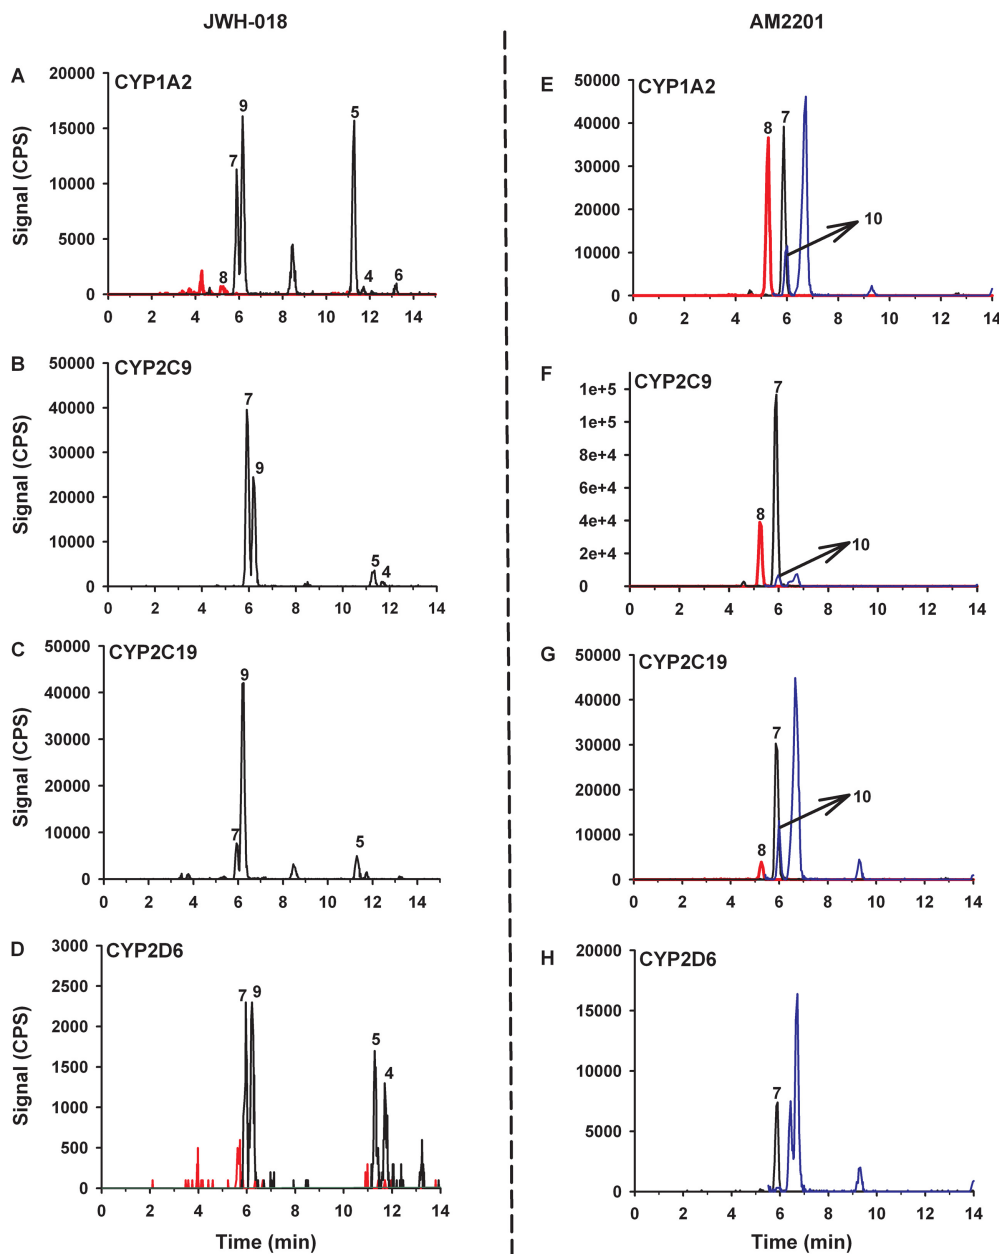 JWH-018
AM2201
A
CYP1A2
Signal (CPS)
20000
15000
10000
5000
0
7
9
5
8
4
6
0 2 4 6 8 10 12 14
B
CYP2C9
Signal (CPS)
50000
40000
30000
20000
10000
0
7
9
5
4
0 2 4 6 8 10 12 14
C
CYP2C19
Signal (CPS)
50000
40000
30000
20000
10000
0
9
7
5
0 2 4 6 8 10 12 14
D
CYP2D6
Signal (CPS)
3000
2500
2000
1500
1000
500
0
7
9
5
4
0 2 4 6 8 10 12 14
Time (min)
E
CYP1A2
50000
40000
30000
20000
10000
0
8
7
10
0 2 4 6 8 10 12 14
F
CYP2C9
1e+5
1e+5
8e+4
6e+4
4e+4
2e+4
0
7
8
10
0 2 4 6 8 10 12 14
G
CYP2C19
50000
40000
30000
20000
10000
0
7
8
10
0 2 4 6 8 10 12 14
H
CYP2D6
20000
15000
10000
5000
0
7
0 2 4 6 8 10 12 14
Time (min)